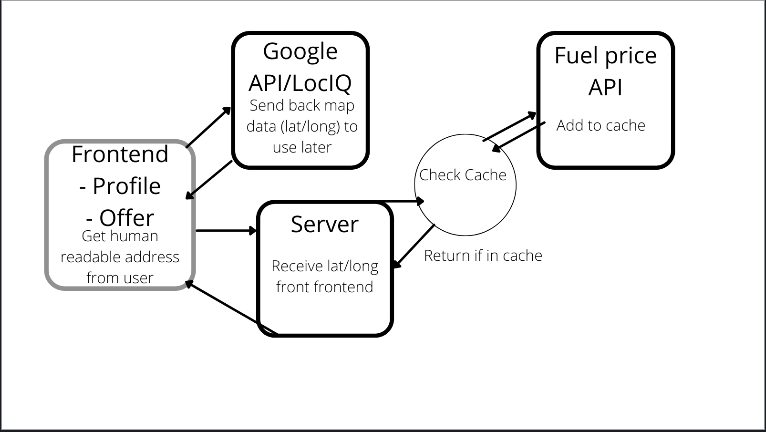 Google
API/LocIQ
Send back map
data (lat/long) to
use later
Fuel price
API
Add to cache
Frontend
- Profile
- Offer
Get human
readable address
from user
Check Cache
Return if in cache
Server
Receive lat/long
front frontend